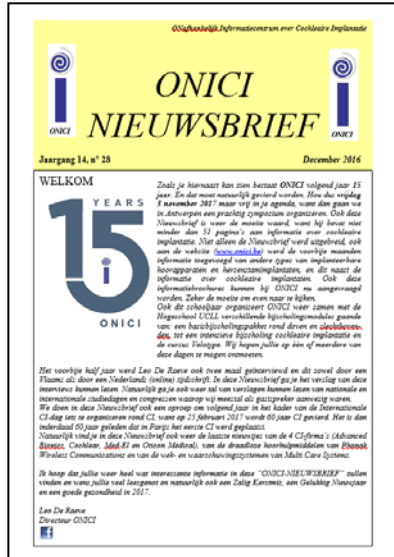 ONafhankelijk Informatiecentrum over Cochleaire Implantatie
ONICI
NIEUWSBRIEF
ONICI
ONICI
Jaargang 14, n° 28
December 2016
WELKOM
15
YEARS
ONICI
Zoals je hiernaast kan zien bestaat ONICI volgend jaar 15
jaar. En dat moet natuurlijk gevierd worden. Hou dus vrijdag
3 november 2017 maar vrij in je agenda, want dan gaan we
in Antwerpen een prachtig symposium organiseren. Ook deze
Nieuwsbrief is weer de moeite waard, want hij bevat niet
minder dan 51 pagina's aan informatie over cochleaire
implantatie. Niet alleen de Nieuwsbrief werd uitgebreid, ook
aan de website (www.onici.be) werd de voorbije maanden
informatie toegevoegd van andere types van implanteerbare
hoorapparaten en hersenstamimplantaten, en dit naast de
informatie over cochleaire implantaten. Ook deze
informatiebrochures kunnen bij ONICI nu aangevraagd
worden. Zeker de moeite om even naar te kijken.
Ook dit schooljaar organiseert ONICI weer samen met de
Hogeschool UCLL verschillende bijscholingsmodules gaande
van: een basisbijscholingspakket rond doven en slechthoren-
den, tot een intensieve bijscholing cochleaire implantatie en
de cursus Velotype. Wij hopen jullie op één of meerdere van
deze dagen te mogen ontmoeten.
Het voorbije half jaar werd Leo De Raeve ook twee maal geïnterviewd en dit zowel door een
Vlaams als door een Nederlands (online) tijdschrift. In deze Nieuwsbrief ga je het verslag van deze
interviews kunnen lezen. Natuurlijk ga je ook weer tal van verslagen kunnen lezen van nationale en
internationale studiedagen en congressen waarop wij meestal als gastspreker aanwezig waren.
We doen in deze Nieuwsbrief ook een oproep om volgend jaar in het kader van de Internationale
CI-dag iets te organiseren rond CI, want op 25 februari 2017 wordt 60 jaar CI gevierd. Het is dan
inderdaad 60 jaar geleden dat in Parijs het eerste CI werd geplaatst.
Natuurlijk vind je in deze Nieuwsbrief ook weer de laatste nieuwtjes van de 4 CI-firma's (Advanced
Bionics, Cochlear, Med-El en Oticon Medical), van de draadloze hoorhulpmiddelen van Phonak
Wireless Communications en van de wek- en waarschuwingssystemen van Multi Care Systems.
Ik hoop dat jullie weer heel wat interessante informatie in deze "ONICI-NIEUWSBRIEF" zullen
vinden en wens jullie veel leesgenot en natuurlijk ook een Zalig Kerstmis, een Gelukkig Nieuwjaar
en een goede gezondheid in 2017.
Leo De Raeve
Directeur ONICI